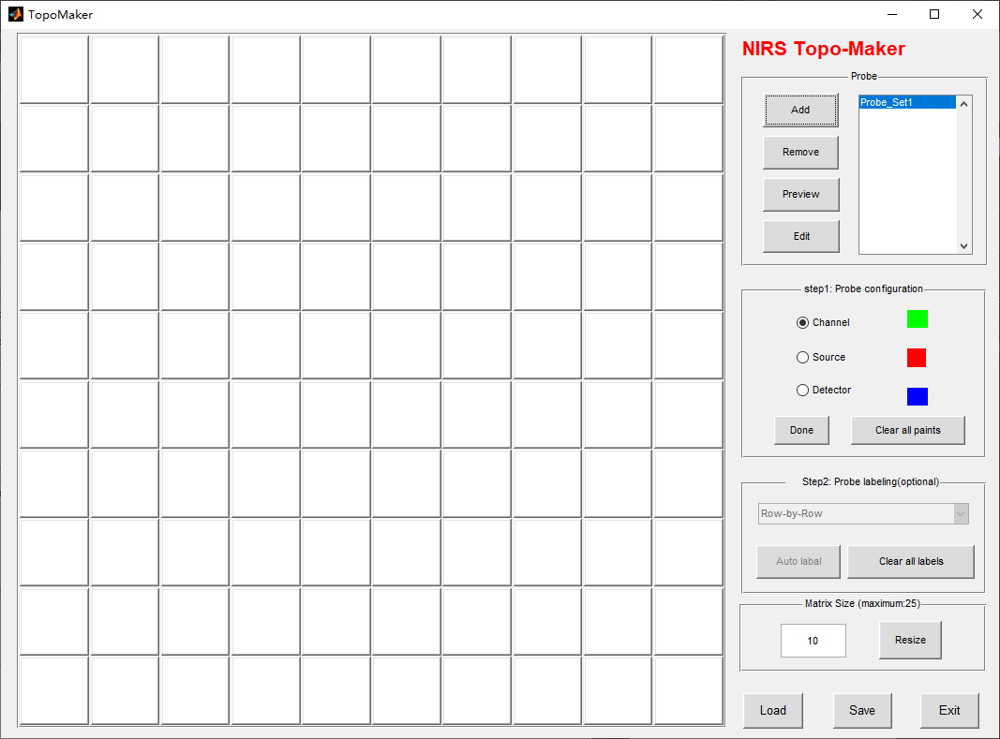 TopoMaker
NIRS Topo-Maker
Probe
Add
Probe_Set1
Remove
Preview
Edit
step1: Probe configuration
Channel
Source
Detector
Done
Clear all paints
Step2: Probe labeling(optional)
Row-by-Row
Auto labal
Clear all labels
Matrix Size (maximum:25)
10
Resize
Load
Save
Exit